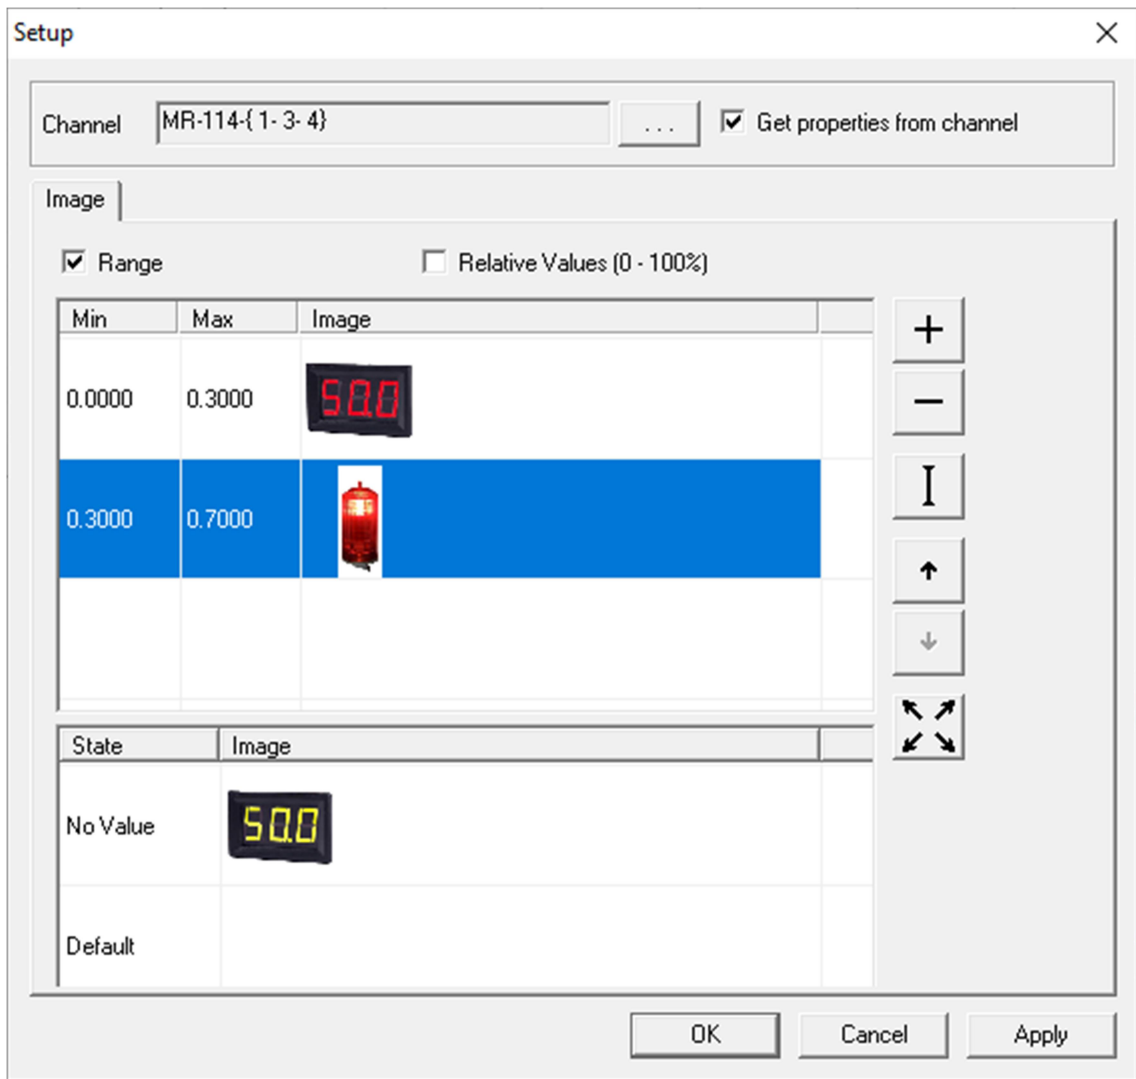 Setup
Channel MR-114-{ 1- 3- 4} ... Get properties from channel
Image
Range Relative Values (0 - 100%)
Min Max Image
0.0000 0.3000 50.0
0.3000 0.7000
State Image
No Value 50.0
Default
OK Cancel Apply